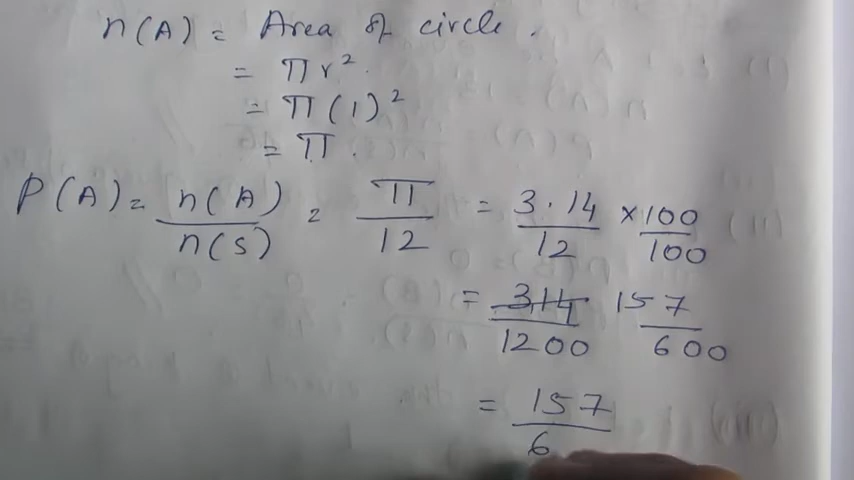 n(A) = Area of circle.
= πr².
= π(1)²
= π.
P(A) = n(A)/n(S) = π/12 = 3.14/12 × 100/100
= 314/1200 157/600
= 157/6